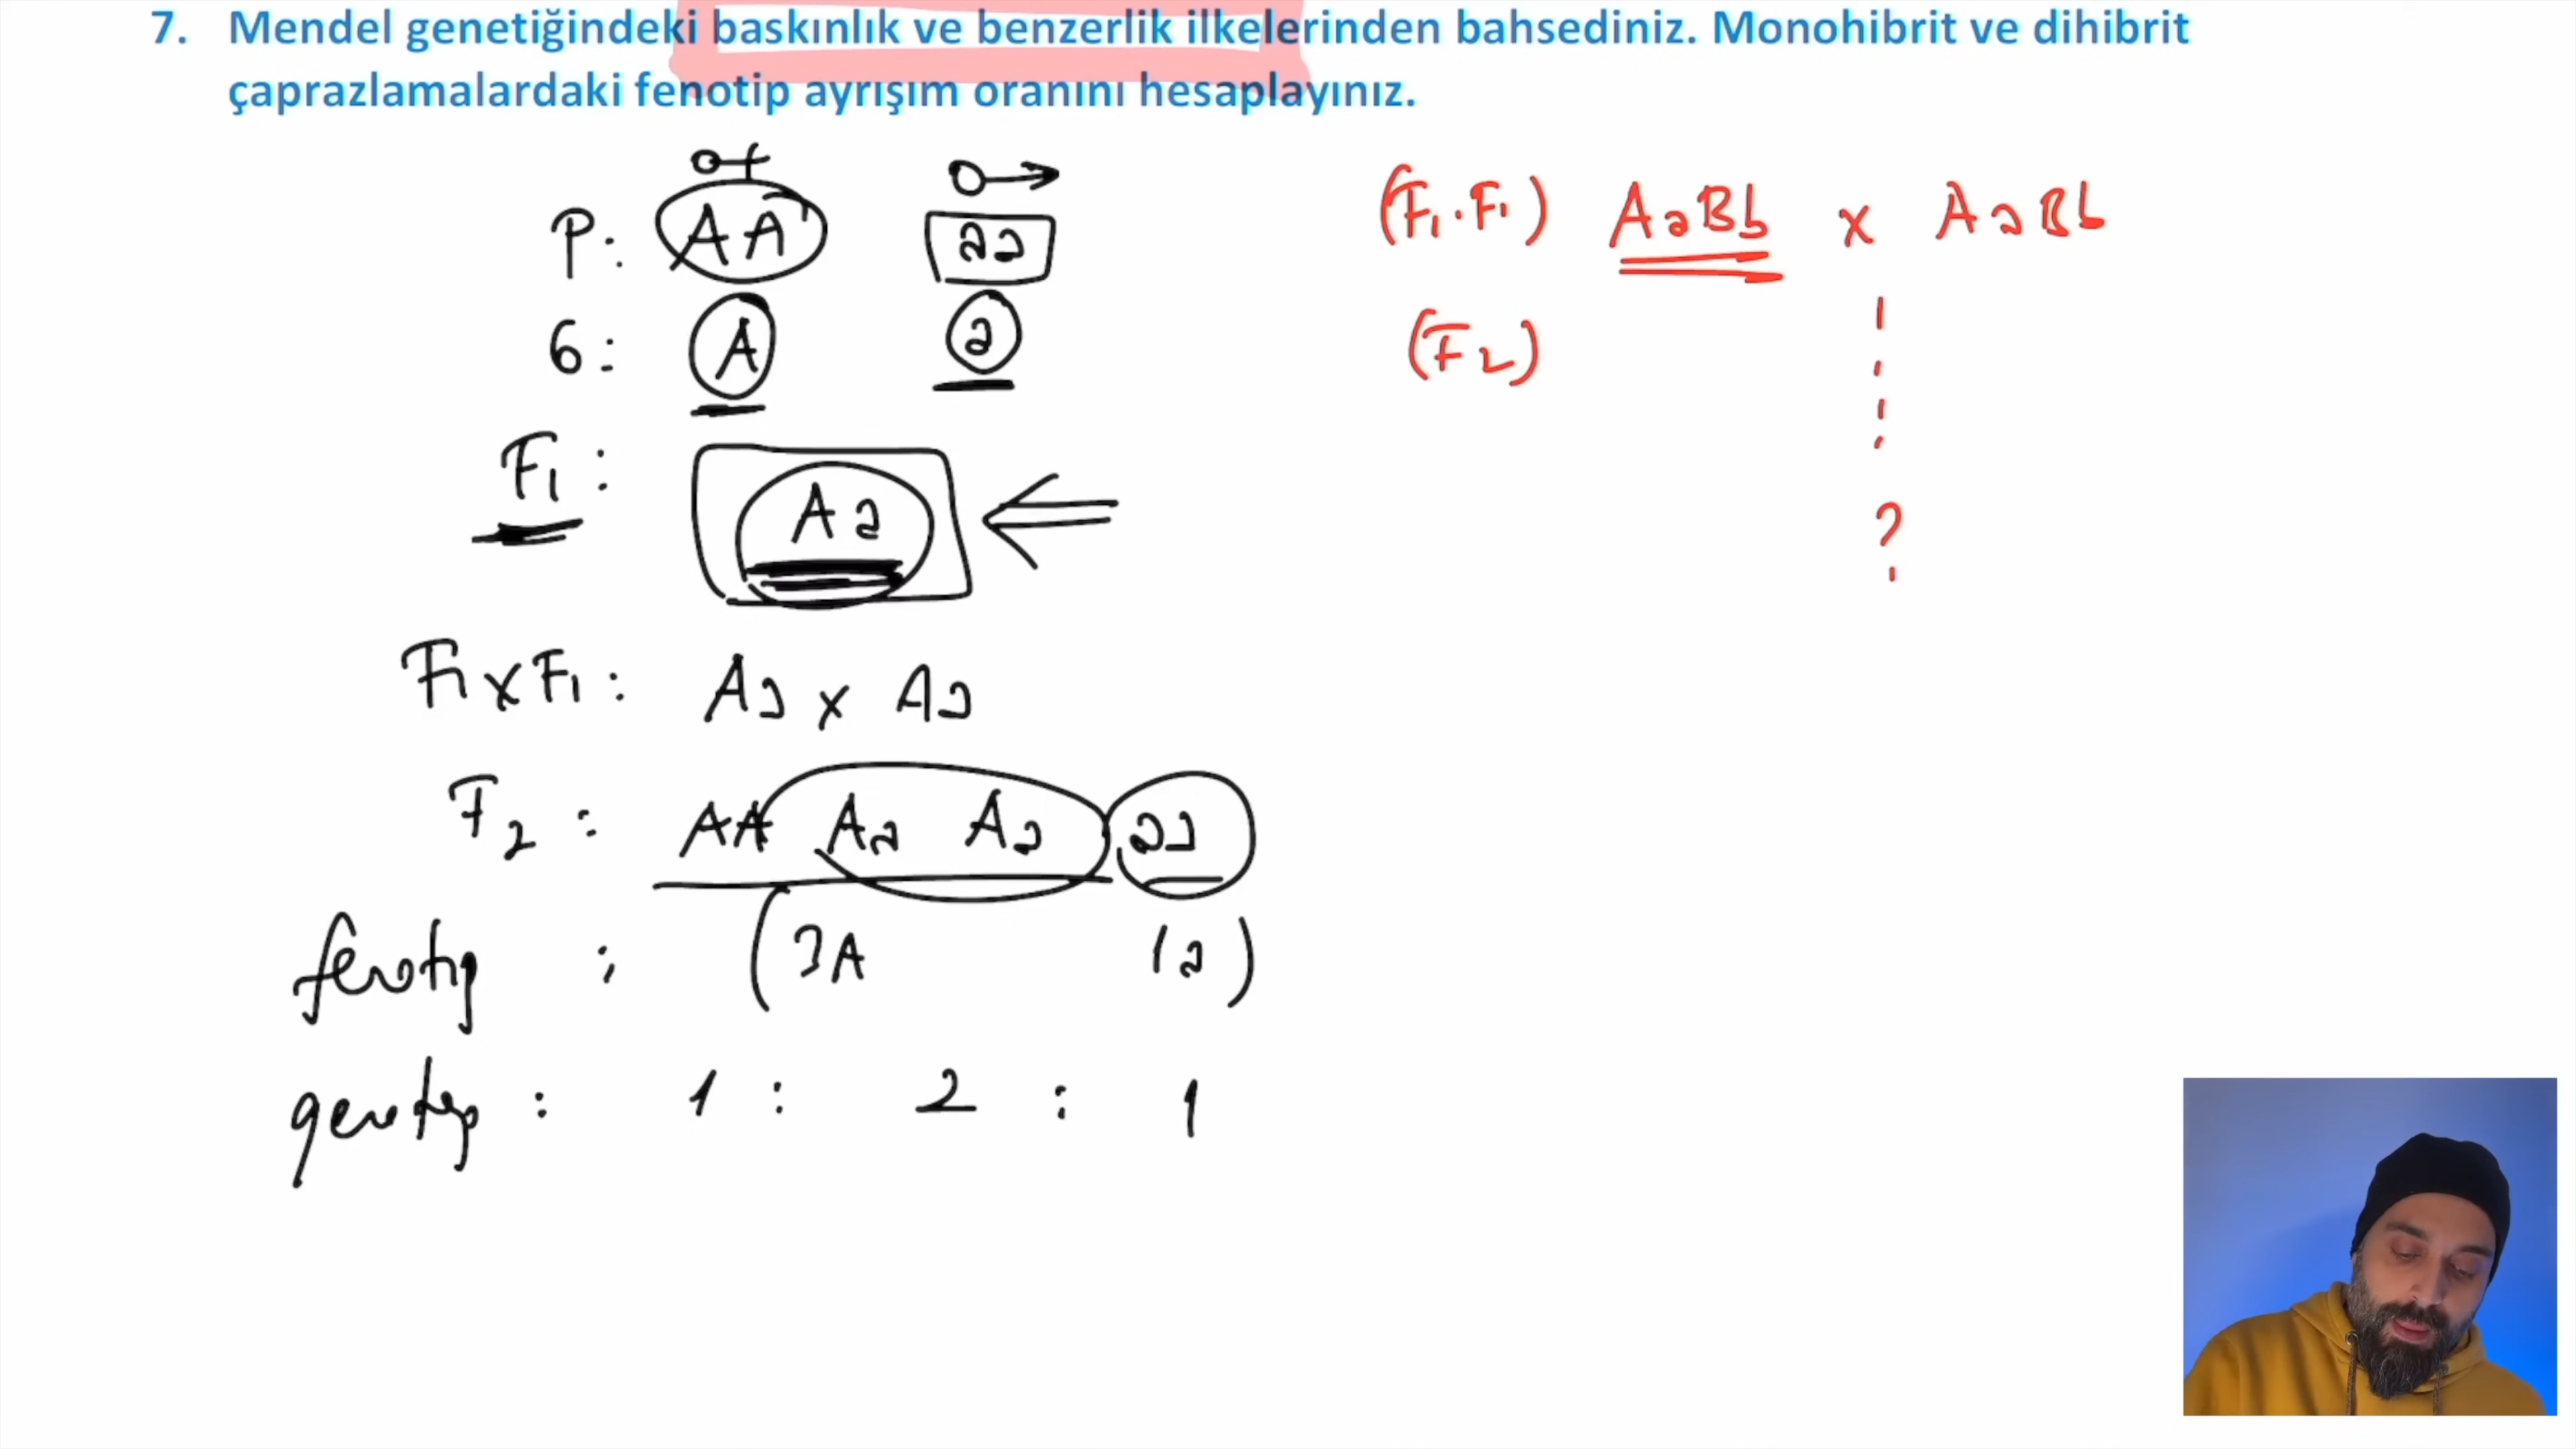 7. Mendel genetiğindeki baskınlık ve benzerlik ilkelerinden bahsediniz. Monohibrit ve dihibrit
çaprazlamalardaki fenotip ayrışım oranını hesaplayınız.
P: AA aa
G: A a
F1: Aa
F1 x F1: Aa x Aa
F2: AA Aa Aa aa
fenotip: (3A 1a)
genotip: 1 : 2 : 1
(F1.F1) AaBb x AaBb
(F2)
?